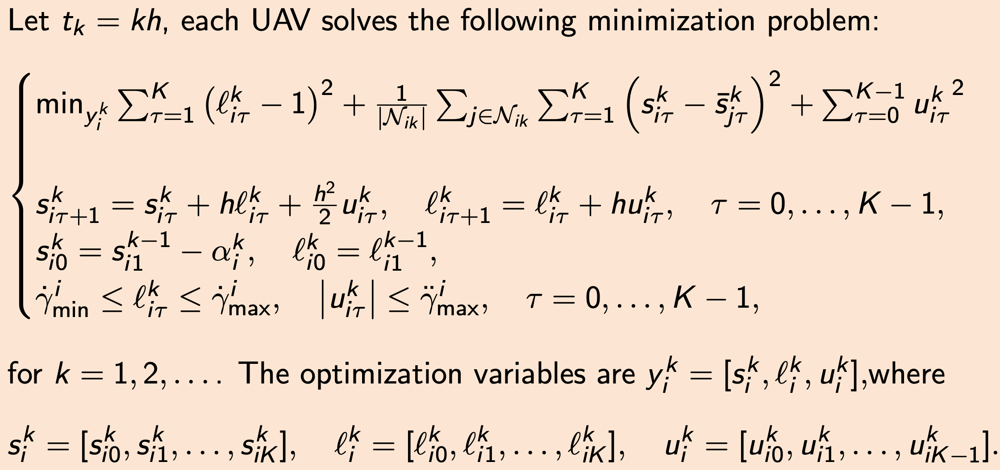 Let $t_k = kh$, each UAV solves the following minimization problem:
$\min_{y_i^k} \sum_{\tau=1}^{K} \left(\ell_{i\tau}^k - 1\right)^2 + \frac{1}{|\mathcal{N}_{ik}|} \sum_{j \in \mathcal{N}_{ik}} \sum_{\tau=1}^{K} \left(s_{i\tau}^k - \bar{s}_{j\tau}^k\right)^2 + \sum_{\tau=0}^{K-1} {u_{i\tau}^k}^2$
$s_{i\tau+1}^k = s_{i\tau}^k + h\ell_{i\tau}^k + \frac{h^2}{2} u_{i\tau}^k, \quad \ell_{i\tau+1}^k = \ell_{i\tau}^k + hu_{i\tau}^k, \quad \tau = 0, \ldots, K-1,$
$s_{i0}^k = s_{i1}^{k-1} - \alpha_i^k, \quad \ell_{i0}^k = \ell_{i1}^{k-1},$
$\dot{\gamma}_{\min}^i \leq \ell_{i\tau}^k \leq \dot{\gamma}_{\max}^i, \quad \left|u_{i\tau}^k\right| \leq \ddot{\gamma}_{\max}^i, \quad \tau = 0, \ldots, K-1,$
for $k = 1, 2, \ldots.$ The optimization variables are $y_i^k = [s_i^k, \ell_i^k, u_i^k]$,where
$s_i^k = [s_{i0}^k, s_{i1}^k, \ldots, s_{iK}^k], \quad \ell_i^k = [\ell_{i0}^k, \ell_{i1}^k, \ldots, \ell_{iK}^k], \quad u_i^k = [u_{i0}^k, u_{i1}^k, \ldots, u_{iK-1}^k].$